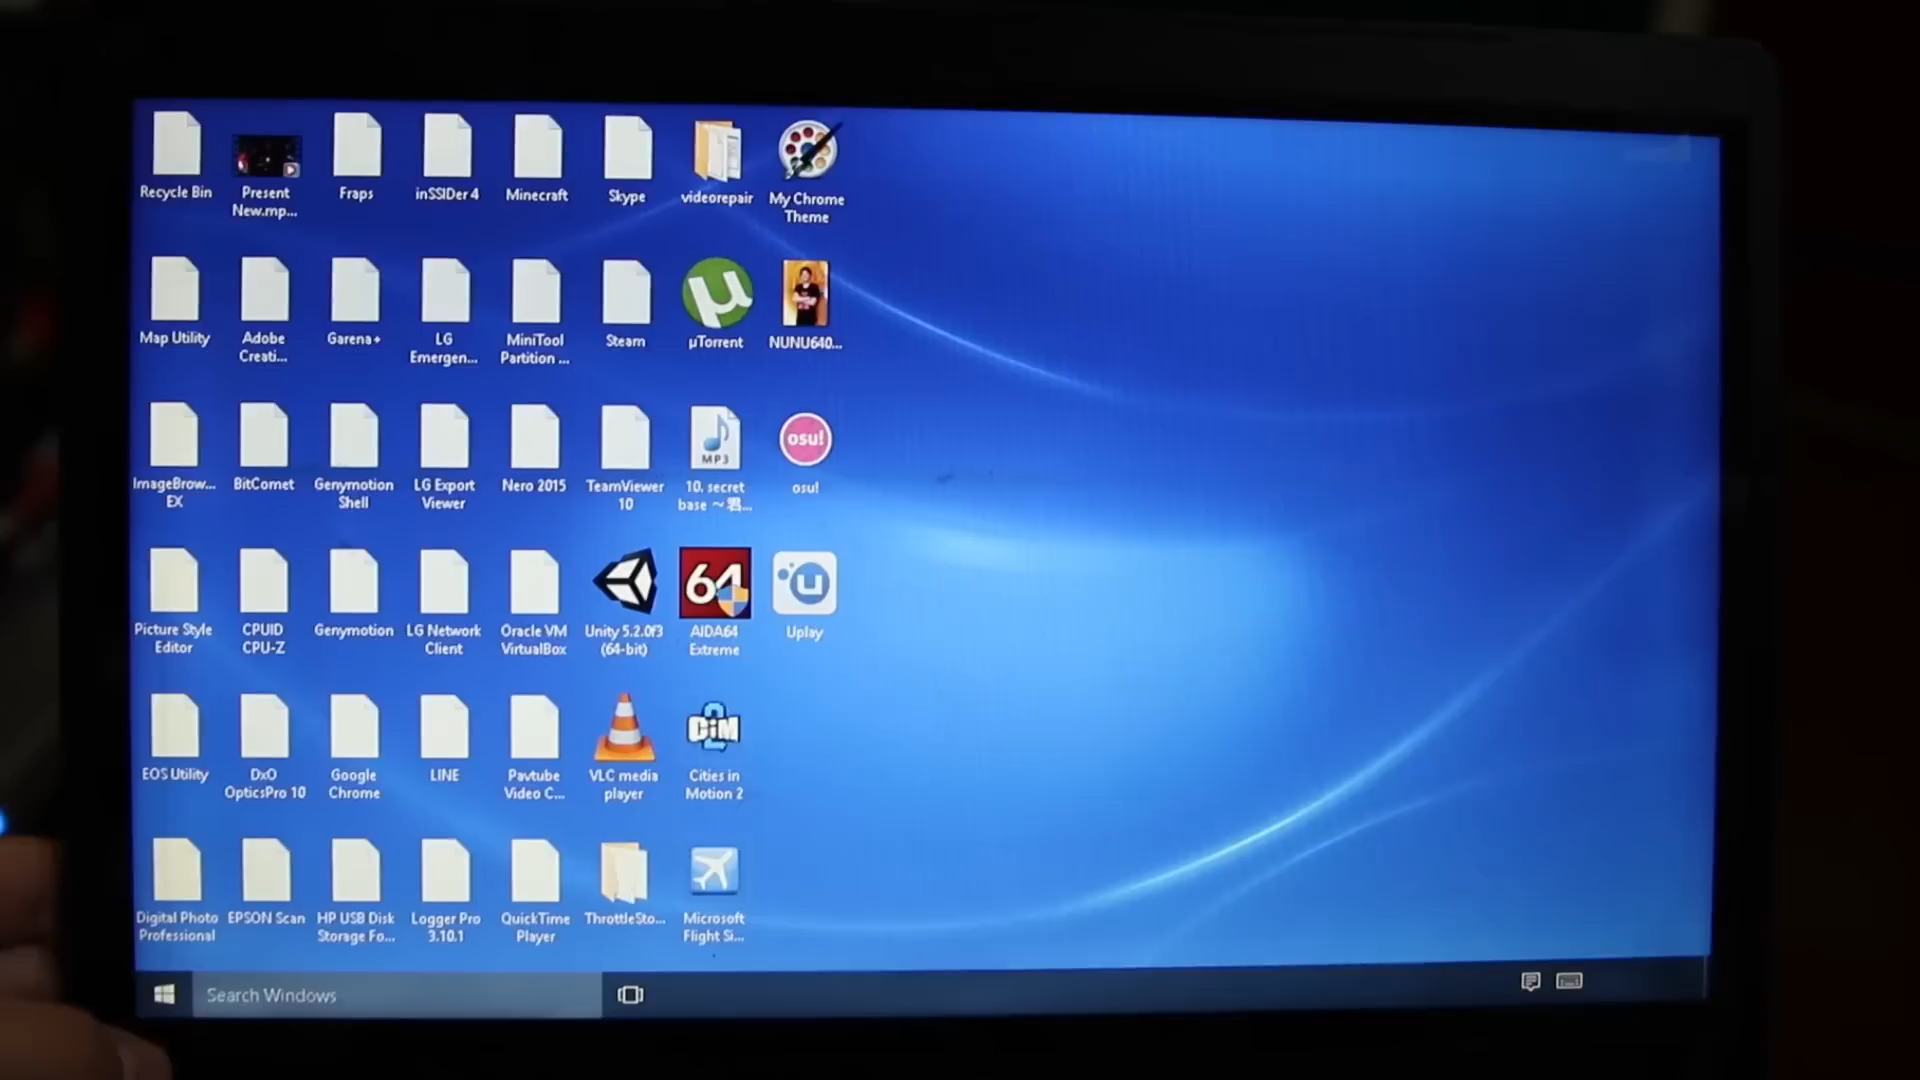 Recycle Bin
Present
New.mp...
Fraps
inSSIDer 4
Minecraft
Skype
videorepair
My Chrome
Theme
Map Utility
Adobe
Creati...
Garena+
LG
Emergen...
MiniTool
Partition ...
Steam
µ
µTorrent
NUNU640...
ImageBrow...
EX
BitComet
Genymotion
Shell
LG Export
Viewer
Nero 2015
TeamViewer
10
MP3
10. secret
base ～君...
osu!
osu!
Picture Style
Editor
CPUID
CPU-Z
Genymotion
LG Network
Client
Oracle VM
VirtualBox
Unity 5.2.0f3
(64-bit)
64
AIDA64
Extreme
u
Uplay
EOS Utility
DxO
OpticsPro 10
Google
Chrome
LINE
Pavtube
Video C...
VLC media
player
CiM
2
Cities in
Motion 2
Digital Photo
Professional
EPSON Scan
HP USB Disk
Storage Fo...
Logger Pro
3.10.1
QuickTime
Player
ThrottleSto...
Microsoft
Flight Si...
Search Windows